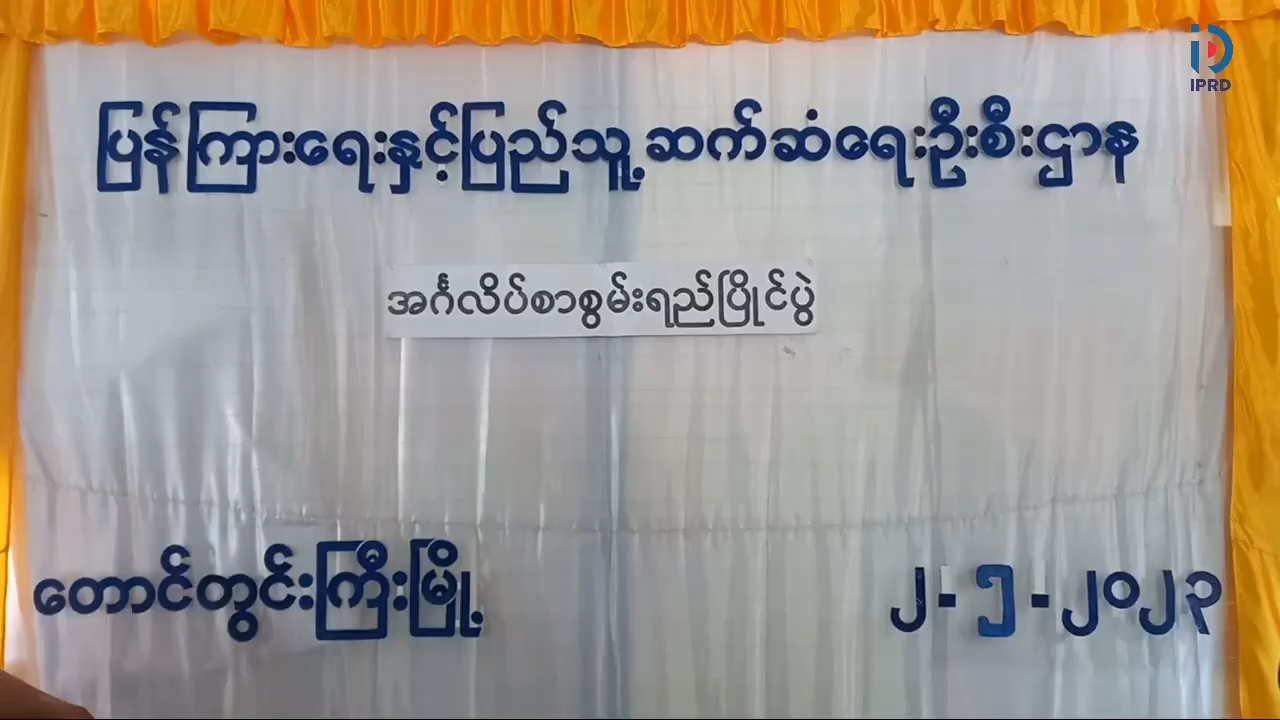 IPRD
ပြန်ကြားရေးနှင့်ပြည်သူ့ဆက်ဆံရေးဦးစီးဌာန
အင်္ဂလိပ်စာစွမ်းရည်ပြိုင်ပွဲ
တောင်တွင်းကြီးမြို့
၂-၅-၂၀၂၃